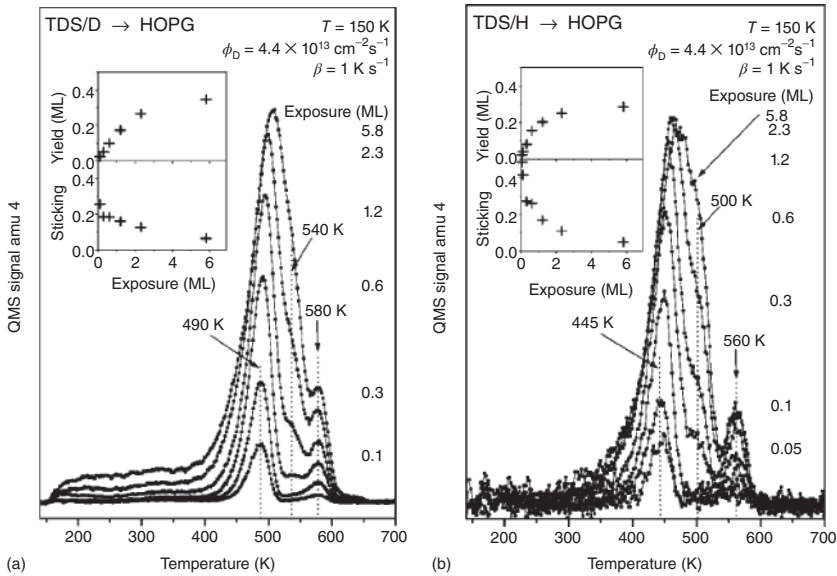 TDS/D → HOPG
T = 150 K
ϕD = 4.4 × 10¹³ cm⁻²s⁻¹
β = 1 K s⁻¹
Exposure (ML)
5.8
2.3
1.2
0.6
0.3
0.1
Yield (ML)
0.4
0.2
0.0
Sticking
0.4
0.2
0.0
0 2 4 6
Exposure (ML)
540 K
490 K
580 K
QMS signal amu 4
200 300 400 500 600 700
Temperature (K)
(a)
TDS/H → HOPG
T = 150 K
ϕD = 4.4 × 10¹³ cm⁻²s⁻¹
β = 1 K s⁻¹
Exposure (ML)
5.8
2.3
1.2
0.6
0.3
0.1
0.05
Yield (ML)
0.4
0.2
0.0
Sticking
0.4
0.2
0.0
0 2 4 6
Exposure (ML)
500 K
445 K
560 K
QMS signal amu 4
200 300 400 500 600 700
Temperature (K)
(b)